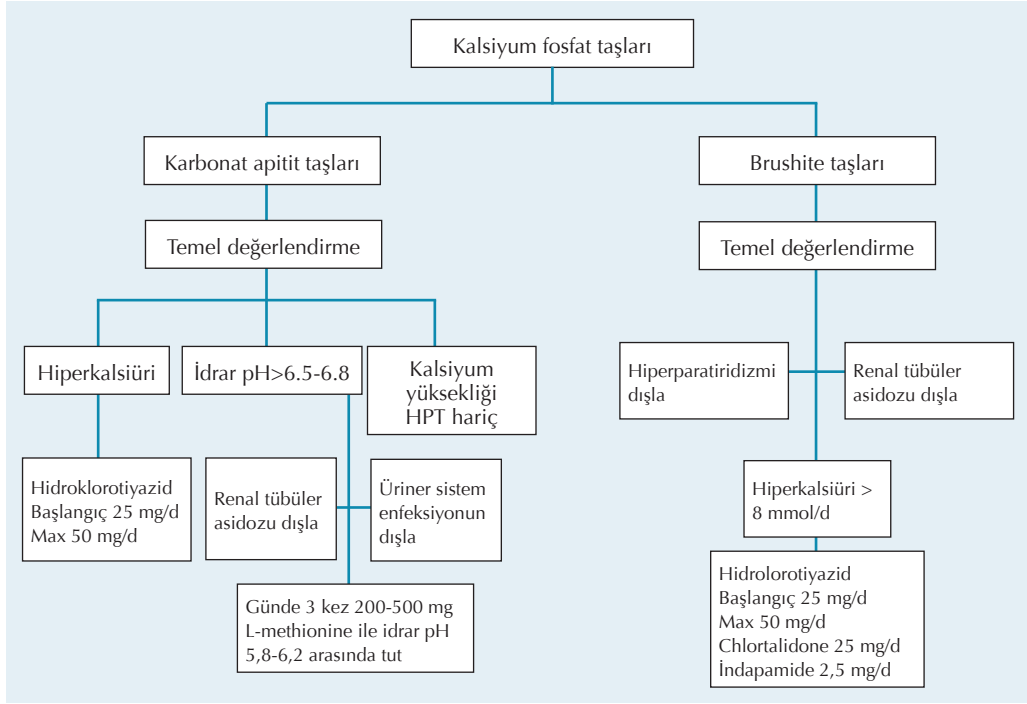 Kalsiyum fosfat taşları
Karbonat apitit taşları
Brushite taşları
Temel değerlendirme
Temel değerlendirme
Hiperkalsiüri
İdrar pH>6.5-6.8
Kalsiyum
yüksekliği
HPT hariç
Hiperparatiridizmi
dışla
Renal tübüler
asidozu dışla
Hidroklorotiyazid
Başlangıç 25 mg/d
Max 50 mg/d
Renal tübüler
asidozu dışla
Üriner sistem
enfeksiyonun
dışla
Hiperkalsiüri >
8 mmol/d
Günde 3 kez 200-500 mg
L-methionine ile idrar pH
5,8-6,2 arasında tut
Hidrolorotiyazid
Başlangıç 25 mg/d
Max 50 mg/d
Chlortalidone 25 mg/d
İndapamide 2,5 mg/d